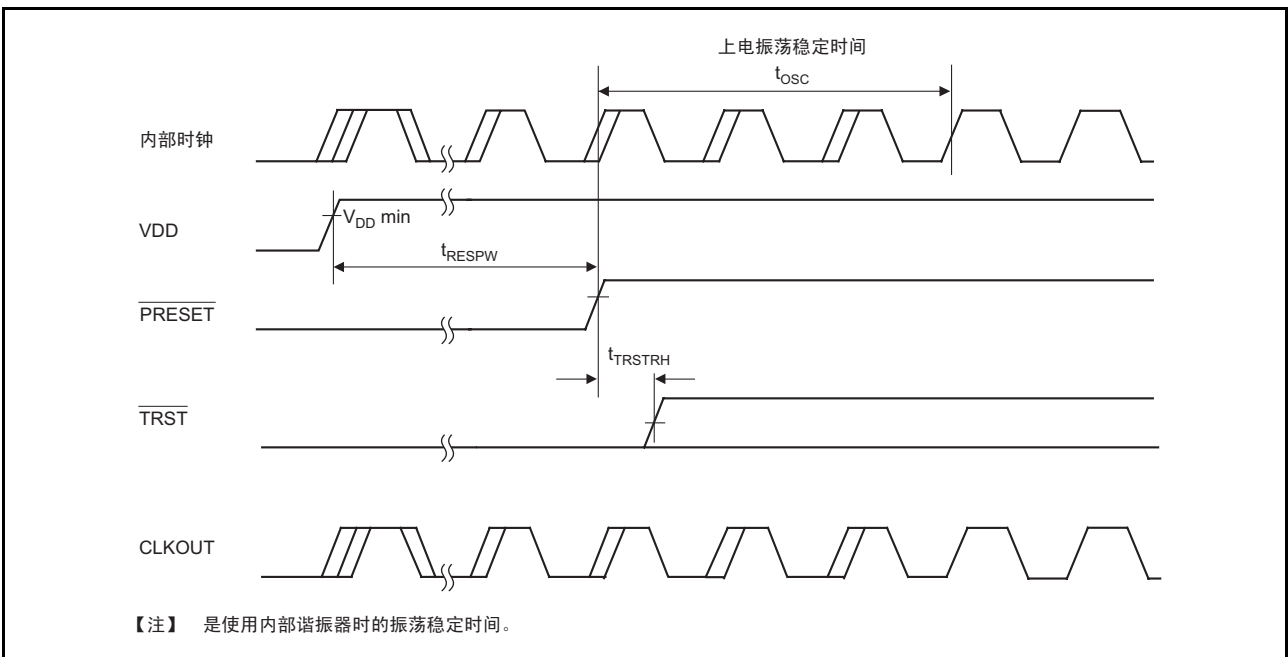 上电振荡稳定时间
tOSC
内部时钟
VDD
VDD min
tRESPW
PRESET
tTRSTRH
TRST
CLKOUT
【注】 是使用内部谐振器时的振荡稳定时间。